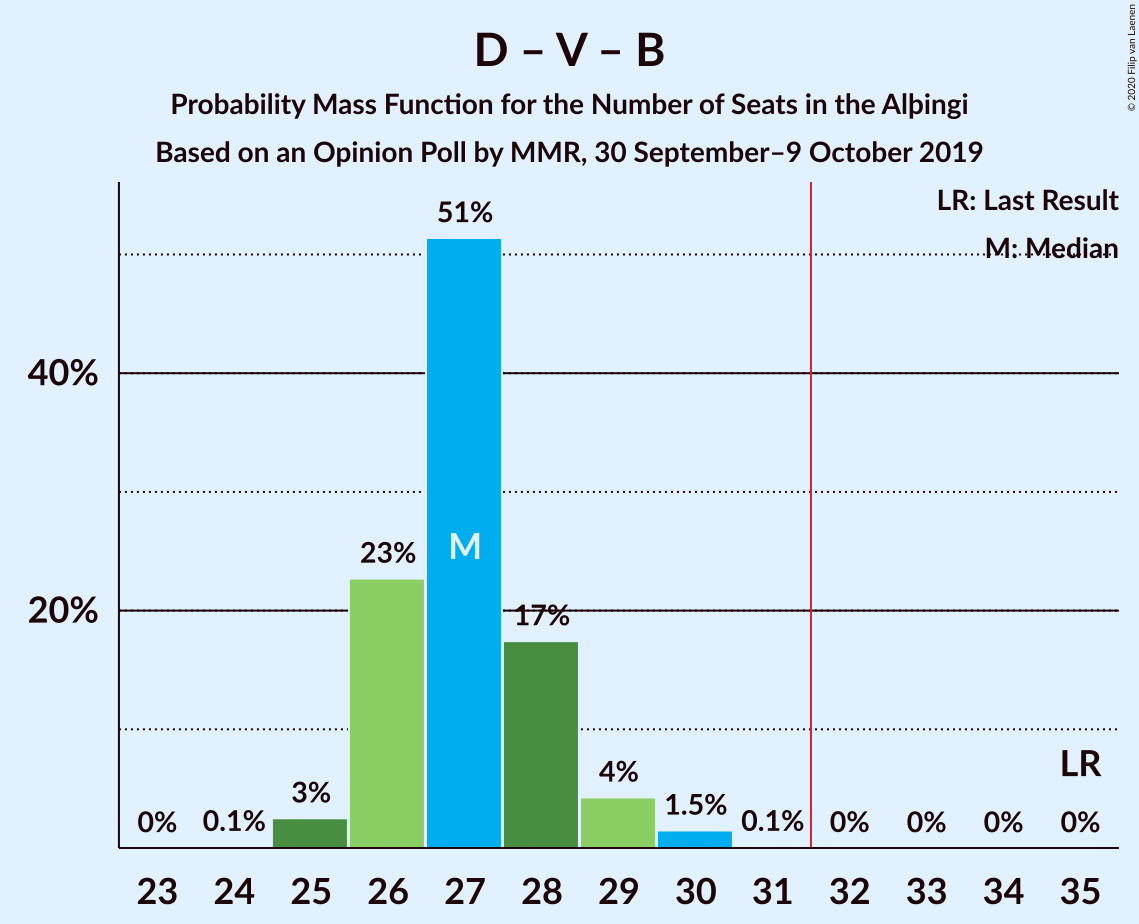 D – V – B
Probability Mass Function for the Number of Seats in the Alþingi
Based on an Opinion Poll by MMR, 30 September–9 October 2019
© 2020 Filip van Laenen
LR: Last Result
M: Median
51%
40%
23%
M
20%
17%
LR
0%
0.1%
3%
4%
1.5%
0.1%
0%
0%
0%
0%
23 24 25 26 27 28 29 30 31 32 33 34 35